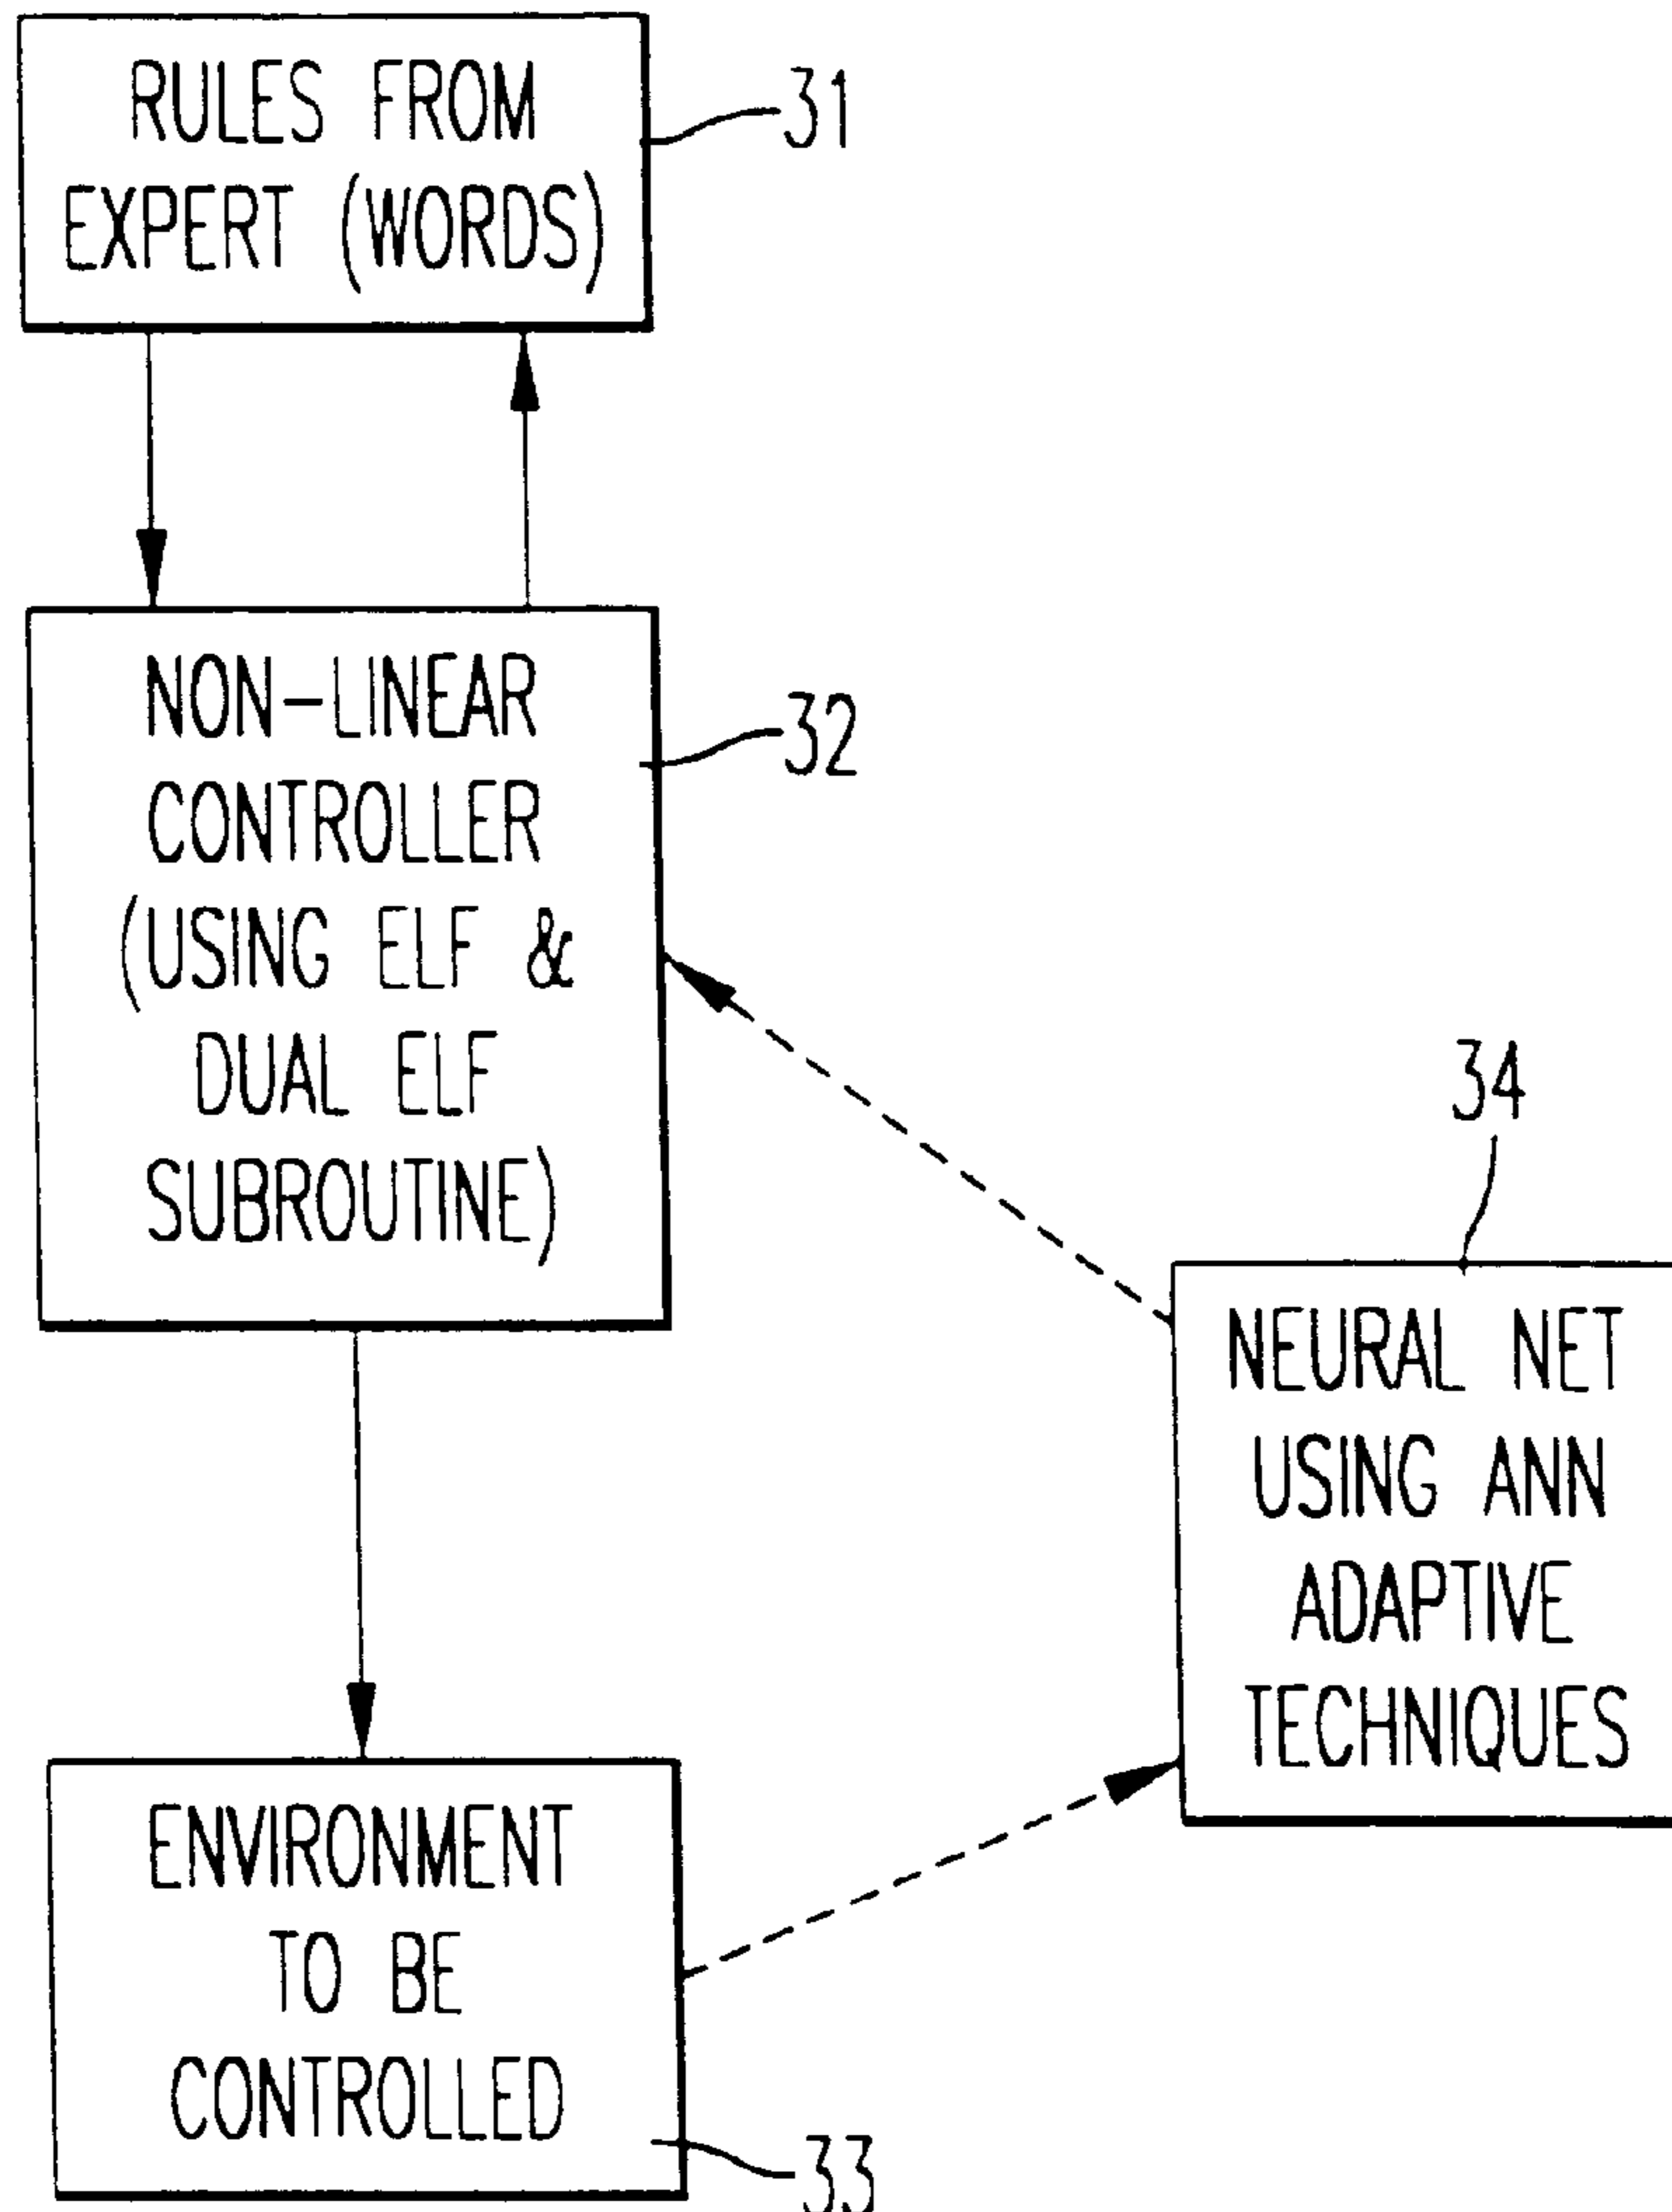 RULES FROM
EXPERT (WORDS)
31
NON-LINEAR
CONTROLLER
(USING ELF &
DUAL ELF
SUBROUTINE)
32
34
NEURAL NET
USING ANN
ADAPTIVE
TECHNIQUES
ENVIRONMENT
TO BE
CONTROLLED
33